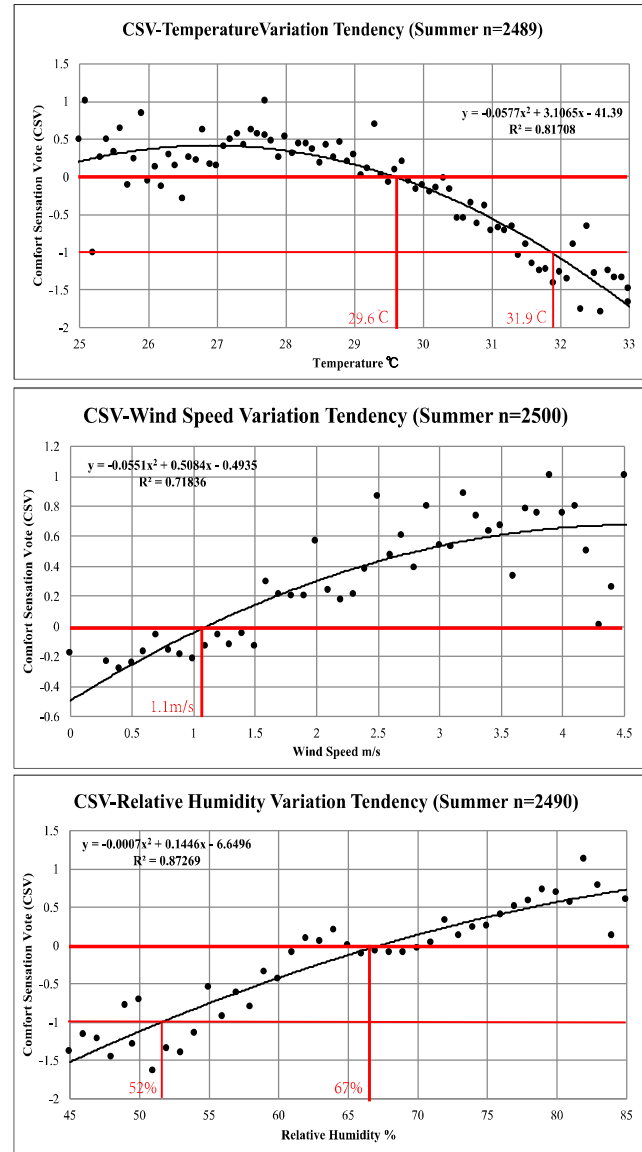 CSV-TemperatureVariation Tendency (Summer n=2489)
1.5
1
0.5
0
-0.5
-1
-1.5
-2
Comfort Sensation Vote (CSV)
y = -0.0577x² + 3.1065x - 41.39
R² = 0.81708
29.6 C
31.9 C
25 26 27 28 29 30 31 32 33
Temperature ℃
CSV-Wind Speed Variation Tendency (Summer n=2500)
1.2
1
0.8
0.6
0.4
0.2
0
-0.2
-0.4
-0.6
Comfort Sensation Vote (CSV)
y = -0.0551x² + 0.5084x - 0.4935
R² = 0.71836
1.1m/s
0 0.5 1 1.5 2 2.5 3 3.5 4 4.5
Wind Speed m/s
CSV-Relative Humidity Variation Tendency (Summer n=2490)
1.5
1
0.5
0
-0.5
-1
-1.5
-2
Comfort Sensation Vote (CSV)
y = -0.0007x² + 0.1446x - 6.6496
R² = 0.87269
52%
67%
45 50 55 60 65 70 75 80 85
Relative Humidity %